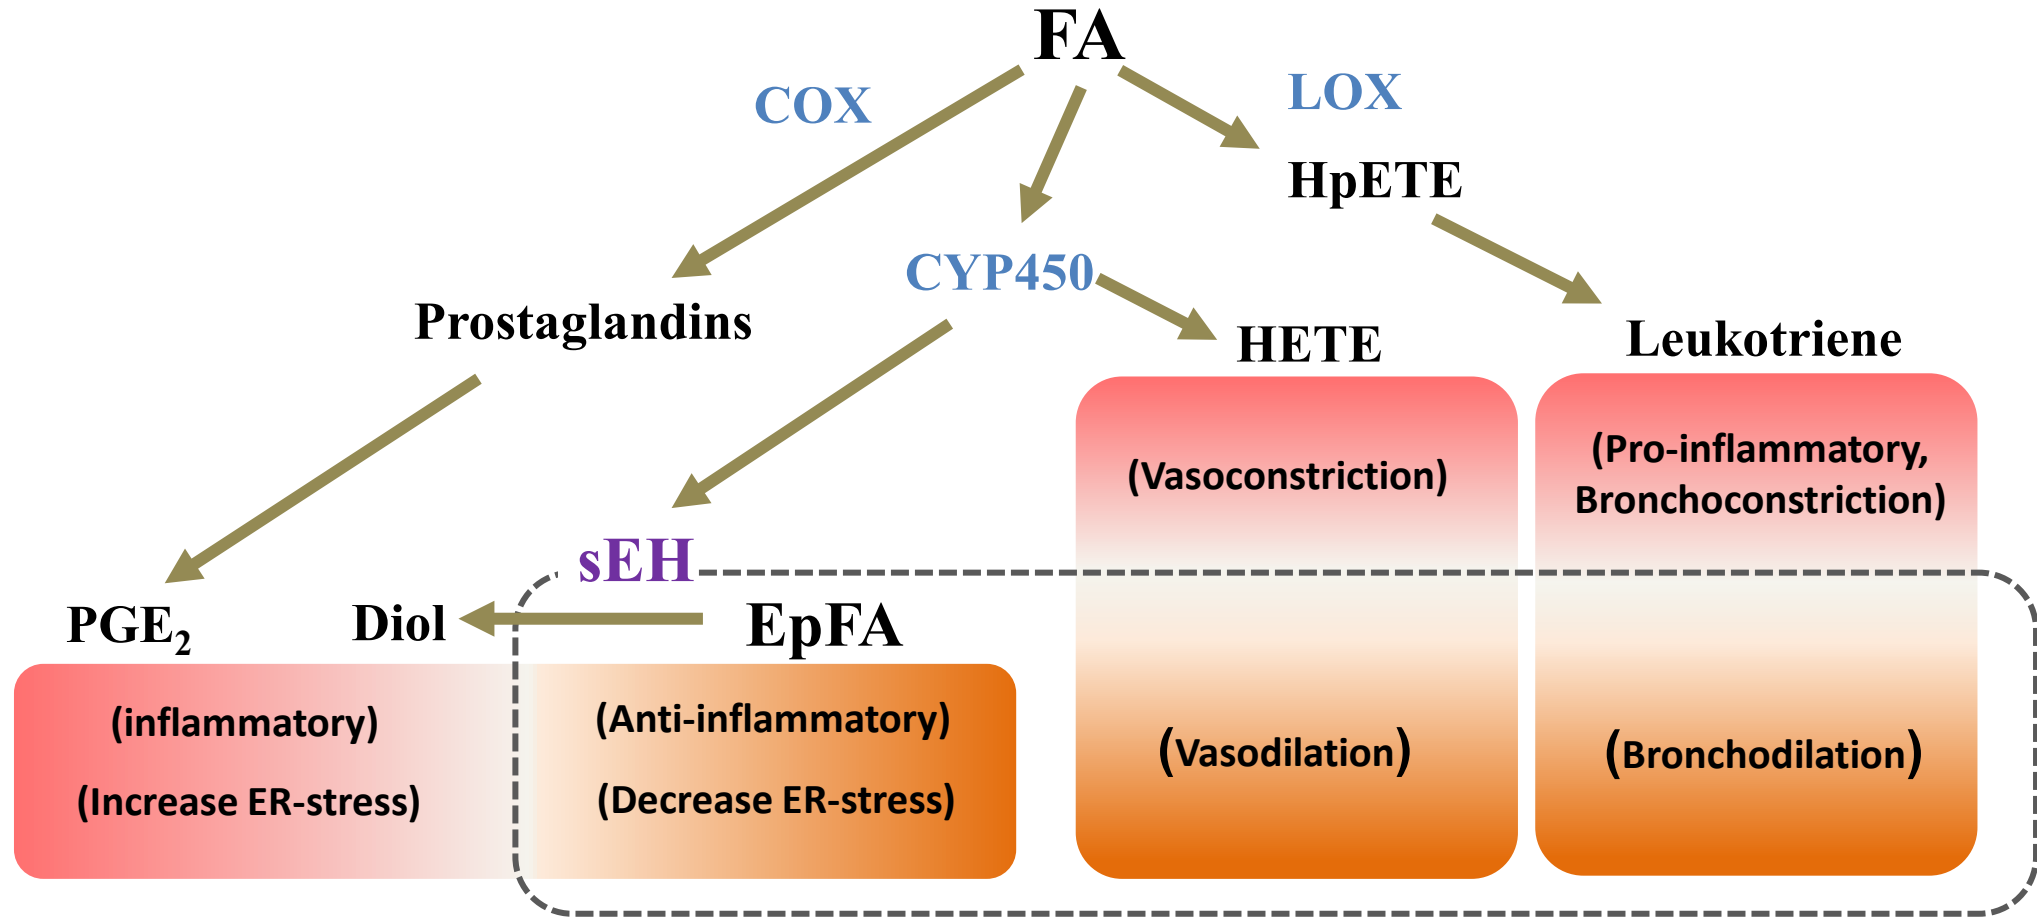 FA
COX
LOX
HpETE
CYP450
Prostaglandins
HETE
Leukotriene
(Vasoconstriction)
(Pro-inflammatory,
Bronchoconstriction)
sEH
PGE₂
Diol
EpFA
(inflammatory)
(Increase ER-stress)
(Anti-inflammatory)
(Decrease ER-stress)
(Vasodilation)
(Bronchodilation)